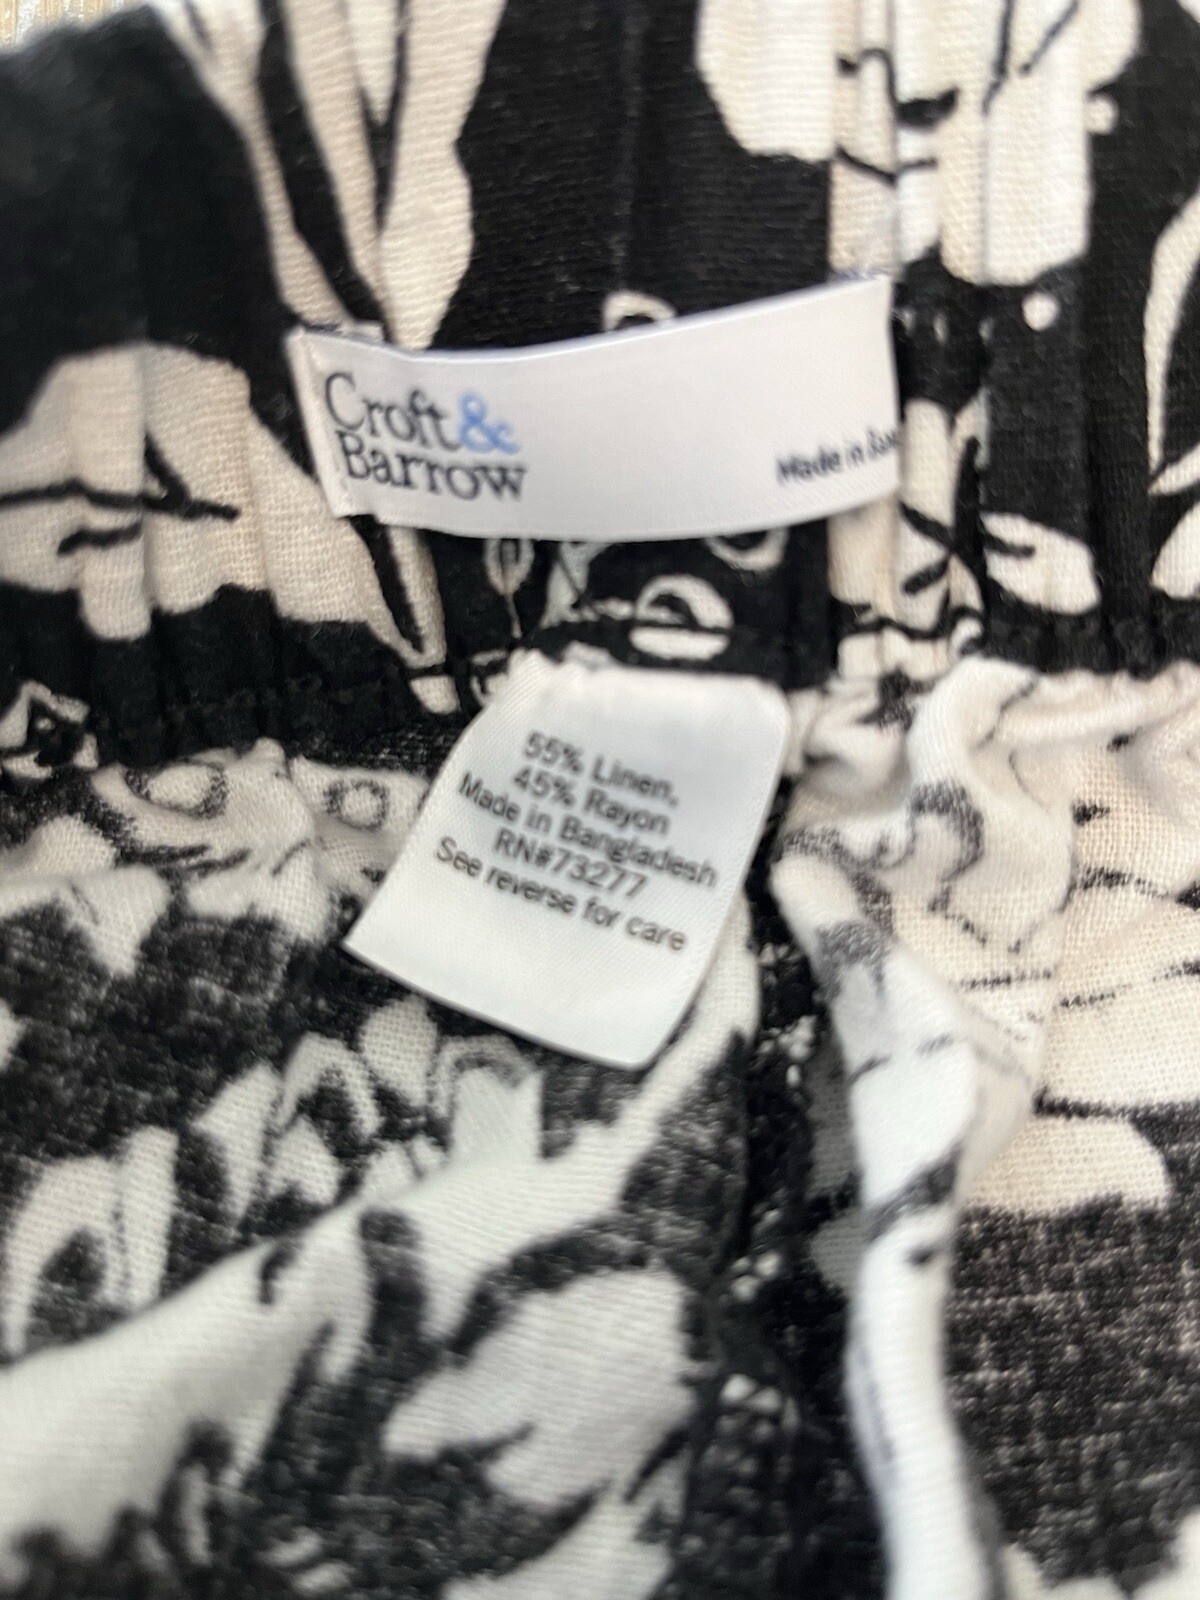 Croft&
Barrow
Made in
55% Linen,
45% Rayon
Made in Bangladesh
RN#73277
See reverse for care